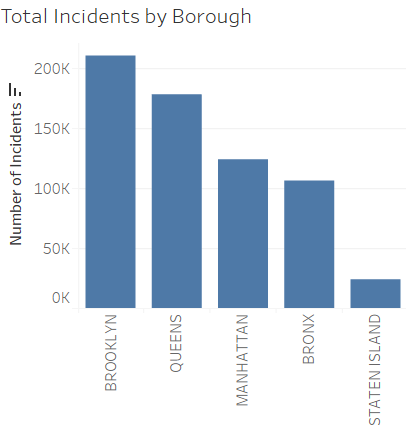 Total Incidents by Borough
Number of Incidents
200K
150K
100K
50K
0K
BROOKLYN
QUEENS
MANHATTAN
BRONX
STATEN ISLAND